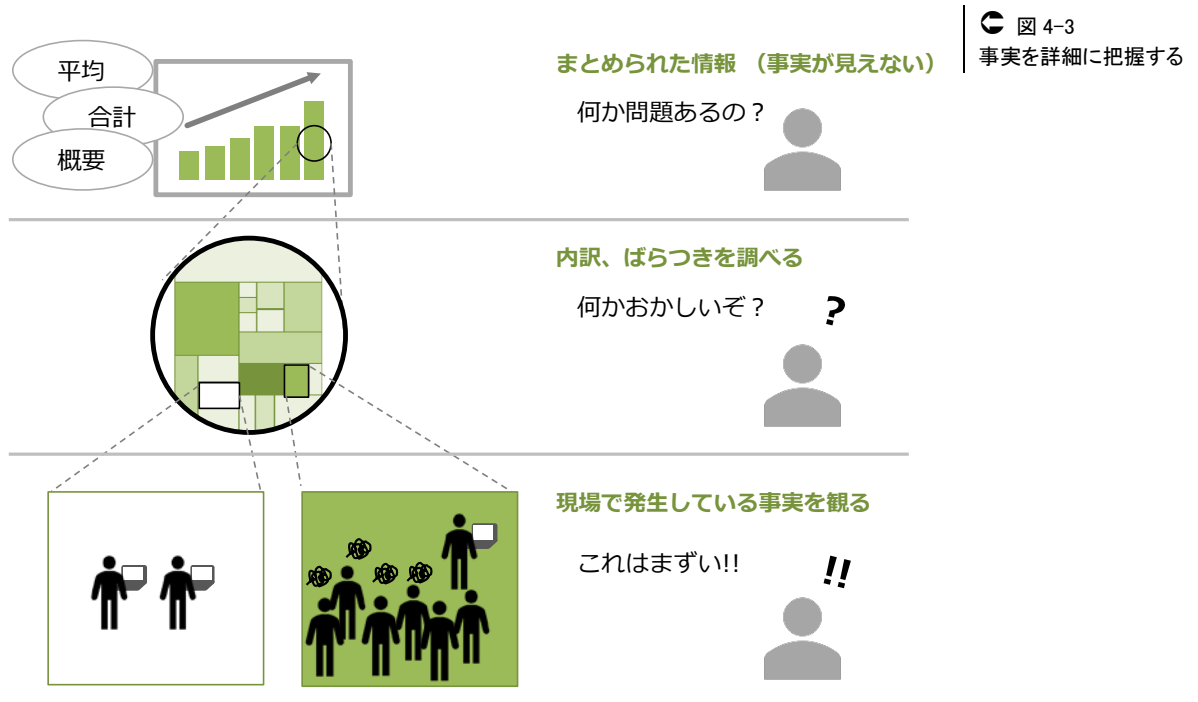 平均
合計
概要
まとめられた情報 （事実が見えない）
何か問題あるの？
図 4-3
事実を詳細に把握する
内訳、ばらつきを調べる
何かおかしいぞ？
?
現場で発生している事実を観る
これはまずい!!
!!